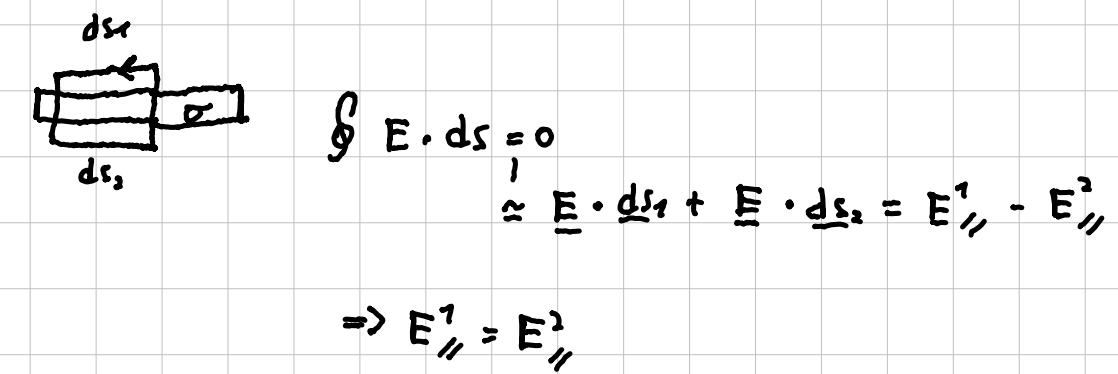 ds₁
σ
ds₂
∮ E · ds = 0
≃ E · ds₁ + E · ds₂ = E¹∥ - E²∥
=> E¹∥ = E²∥